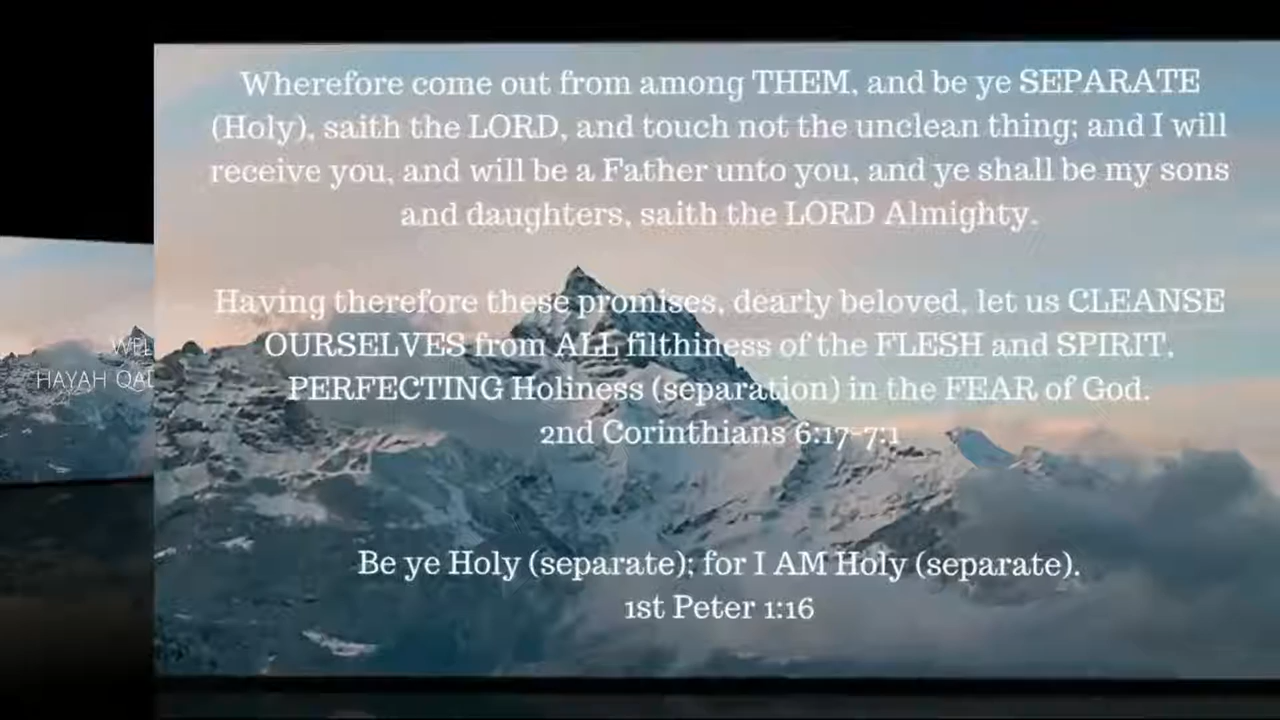 Wherefore come out from among THEM, and be ye SEPARATE
(Holy), saith the LORD, and touch not the unclean thing; and I will
receive you, and will be a Father unto you, and ye shall be my sons
and daughters, saith the LORD Almighty.
Having therefore these promises, dearly beloved, let us CLEANSE
OURSELVES from ALL filthiness of the FLESH and SPIRIT,
PERFECTING Holiness (separation) in the FEAR of God.
2nd Corinthians 6:17-7:1
Be ye Holy (separate); for I AM Holy (separate).
1st Peter 1:16
WEL
HAYAH QAD